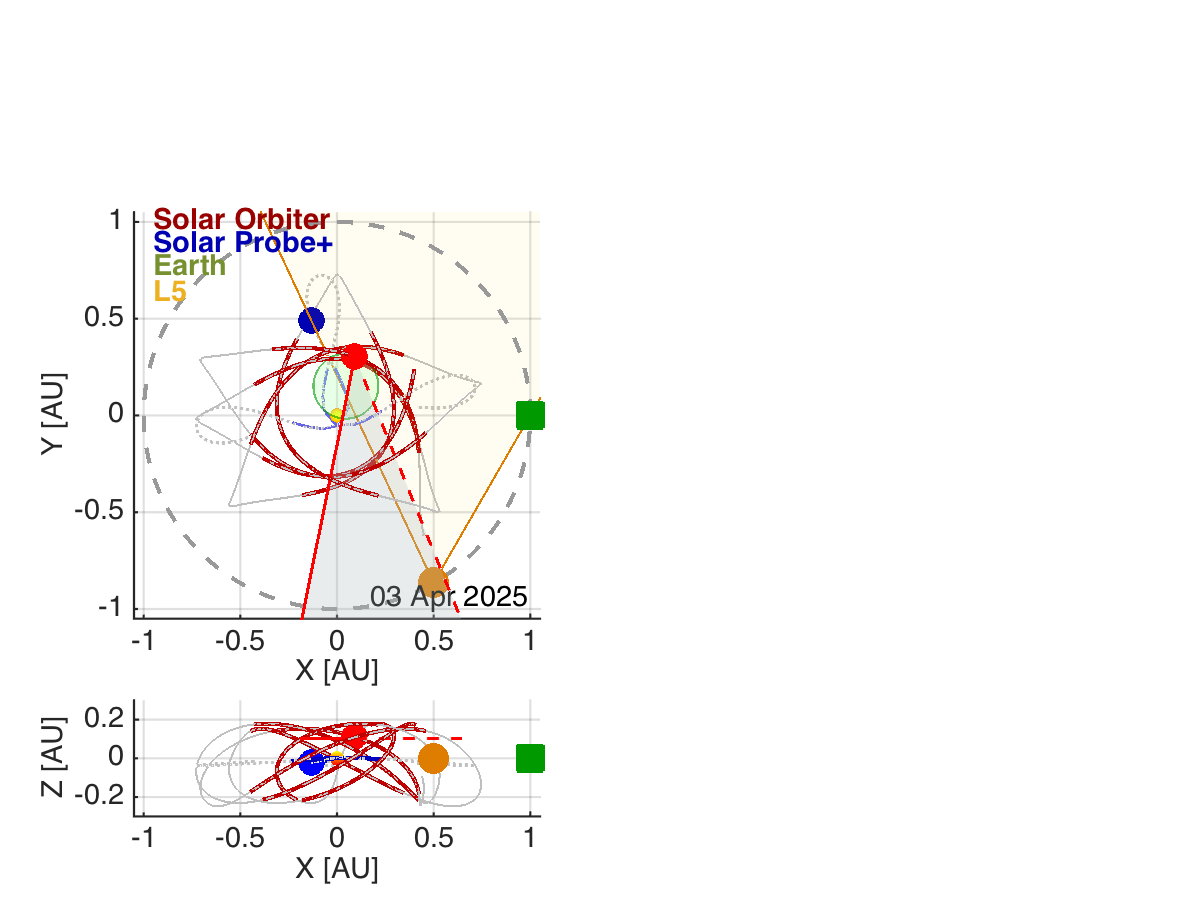 Solar Orbiter
Solar Probe+
Earth
L5
1
0.5
0
-0.5
-1
Y [AU]
03 Apr 2025
-1 -0.5 0 0.5 1
X [AU]
0.2
0
-0.2
Z [AU]
-1 -0.5 0 0.5 1
X [AU]